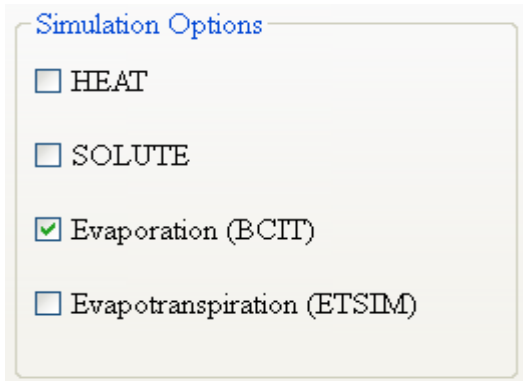 Simulation Options
HEAT
SOLUTE
Evaporation (BCIT)
Evapotranspiration (ETSIM)